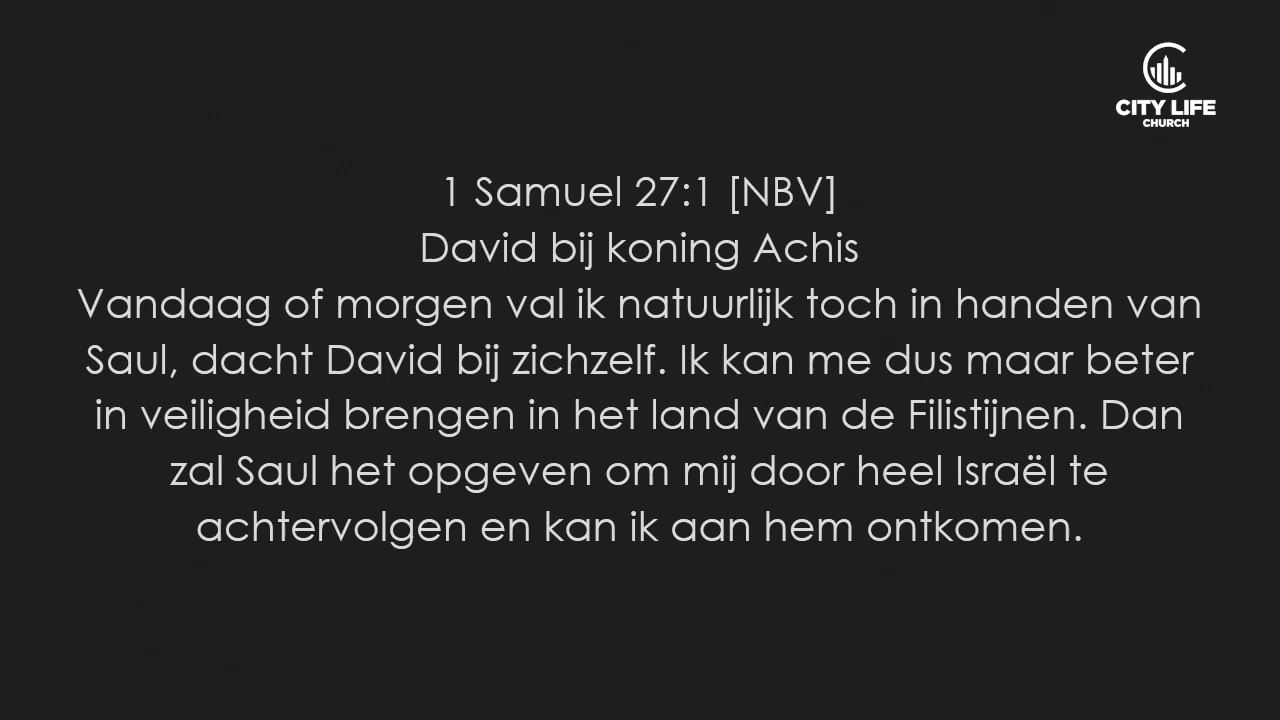 CITY LIFE
CHURCH
1 Samuel 27:1 [NBV]
David bij koning Achis
Vandaag of morgen val ik natuurlijk toch in handen van
Saul, dacht David bij zichzelf. Ik kan me dus maar beter
in veiligheid brengen in het land van de Filistijnen. Dan
zal Saul het opgeven om mij door heel Israël te
achtervolgen en kan ik aan hem ontkomen.